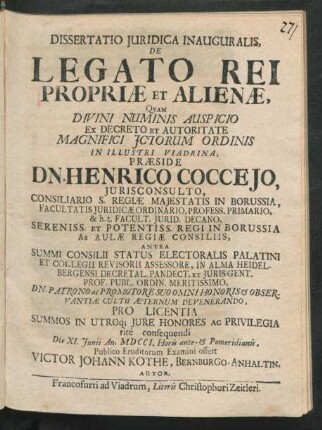 271
DISSERTATIO JURIDICA INAUGURALIS,
DE
LEGATO REI
PROPRIÆ ET ALIENÆ,
QUAM
DIVINI NUMINIS AUSPICIO
EX DECRETO ET AUTORITATE
MAGNIFICI JCTORUM ORDINIS
IN ILLUSTRI VIADRINA,
PRÆSIDE
DN. HENRICO COCCEJO,
JURISCONSULTO,
CONSILIARIO S. REGIÆ MAJESTATIS IN BORUSSIA,
FACULTATIS JURIDICÆ ORDINARIO, PROFESS. PRIMARIO,
& h. t. FACULT. JURID. DECANO,
SERENISS. ET POTENTISS. REGI IN BORUSSIA
AB AULÆ REGIÆ CONSILIIS,
ANTEA
SUMMI CONSILII STATUS ELECTORALIS PALATINI
ET COLLEGII REVISORII ASSESSORE, IN ALMA HEIDEL-
BERGENSI DECRETAL. PANDECT. ET JURIS GENT.
PROF. PUBL. ORDIN. MERITISSIMO,
DN. PATRONO ac PROMOTORE SUO OMNI HONORIS & OBSER-
VANTIÆ CULTU ÆTERNUM DEVENERANDO,
PRO LICENTIA
SUMMOS IN UTROq; JURE HONORES AC PRIVILEGIA
rite consequendi
Die XI. Junii An. MDCCI. Horis ante- & Pomeridianis,
Publico Eruditorum Examini offert
VICTOR JOHANN KOTHE, BERNBURGO-ANHALTIN.
AUTOR.
Francofurti ad Viadrum, Literis Christophori Zeitleri.